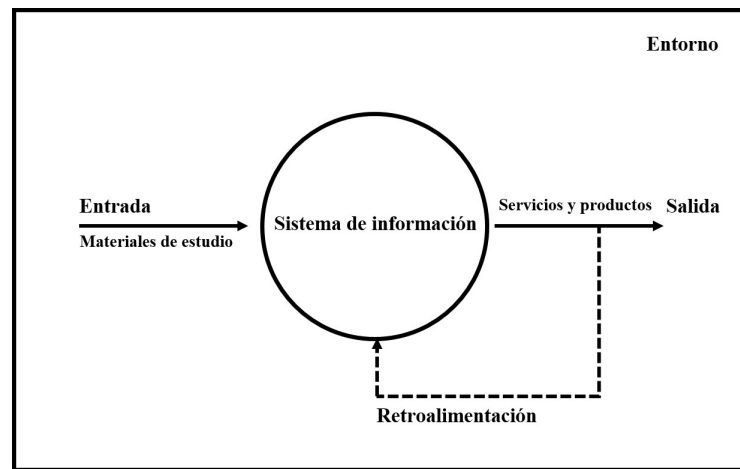 Entorno
Entrada
Materiales de estudio
Sistema de información
Servicios y productos
Salida
Retroalimentación